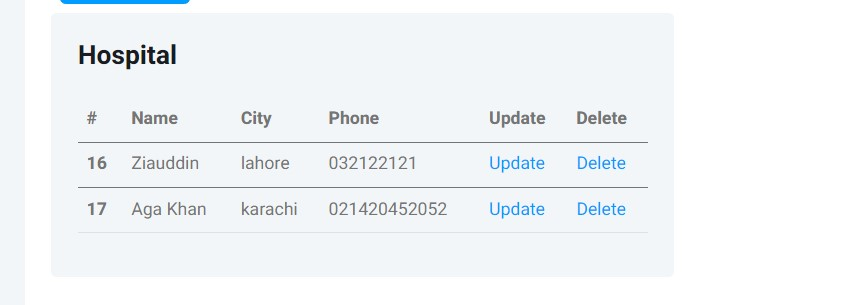 Hospital
# Name City Phone Update Delete
16 Ziauddin lahore 032122121 Update Delete
17 Aga Khan karachi 021420452052 Update Delete